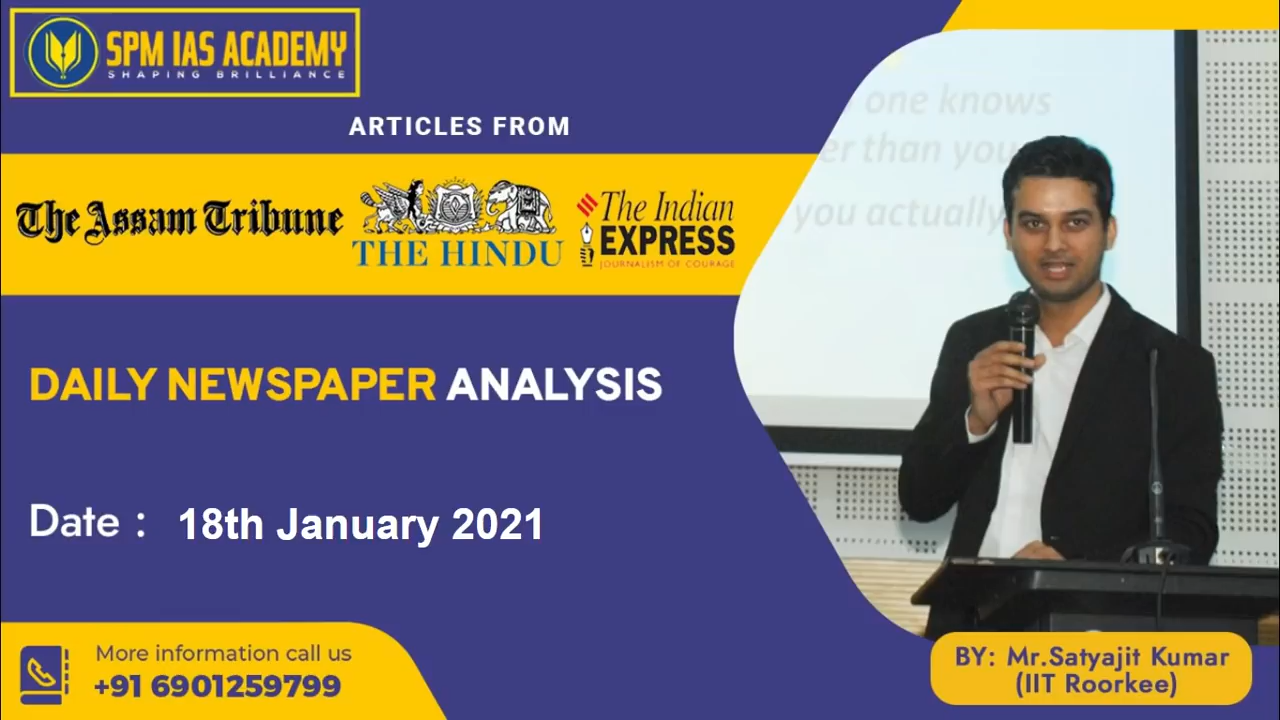 SPM IAS ACADEMY
SHAPING BRILLIANCE
ARTICLES FROM
The Assam Tribune
THE HINDU
The Indian
EXPRESS
JOURNALISM OF COURAGE
one knows
than you
you actually
DAILY NEWSPAPER ANALYSIS
Date : 18th January 2021
More information call us
+91 6901259799
BY: Mr.Satyajit Kumar
(IIT Roorkee)